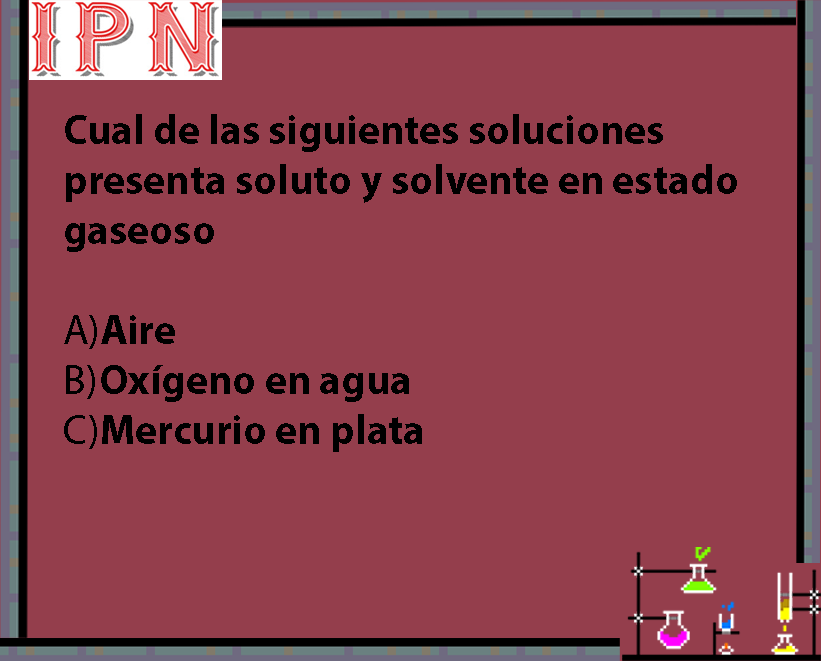 IPN
Cual de las siguientes soluciones
presenta soluto y solvente en estado
gaseoso
A)Aire
B)Oxígeno en agua
C)Mercurio en plata